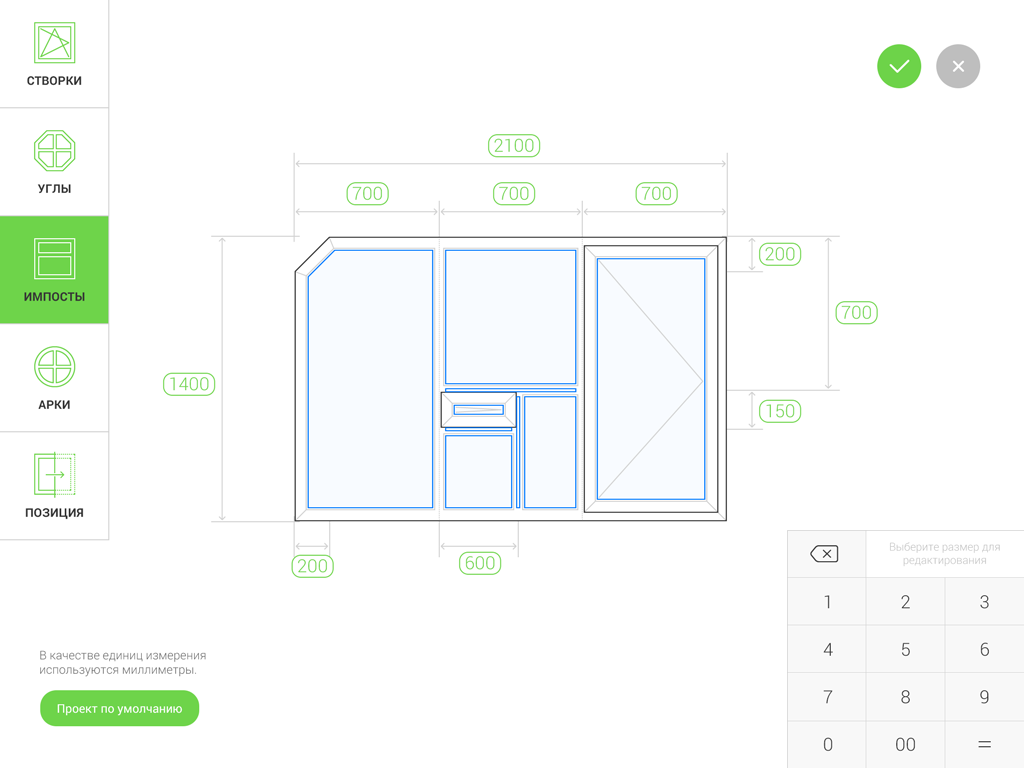 СТВОРКИ
УГЛЫ
ИМПОСТЫ
АРКИ
ПОЗИЦИЯ
2100
700
700
700
200
700
1400
150
200
600
В качестве единиц измерения
используются миллиметры.
Проект по умолчанию
Выберите размер для
редактирования
1 2 3
4 5 6
7 8 9
0 00 =